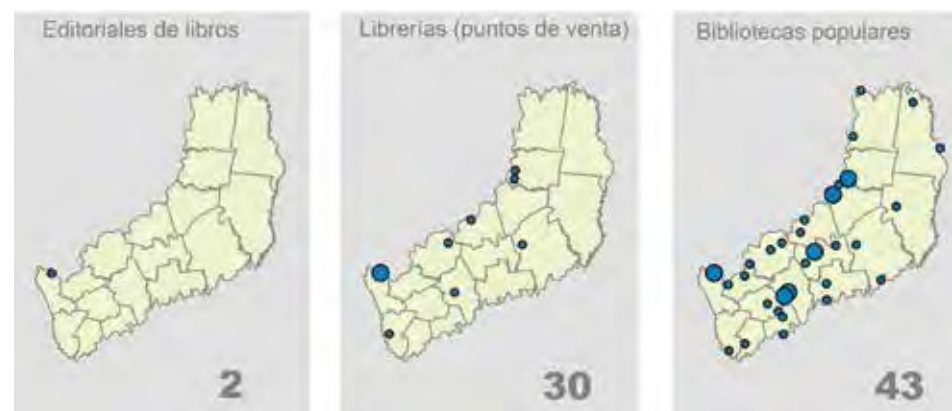 Editoriales de libros
2
Librerías (puntos de venta)
30
Bibliotecas populares
43